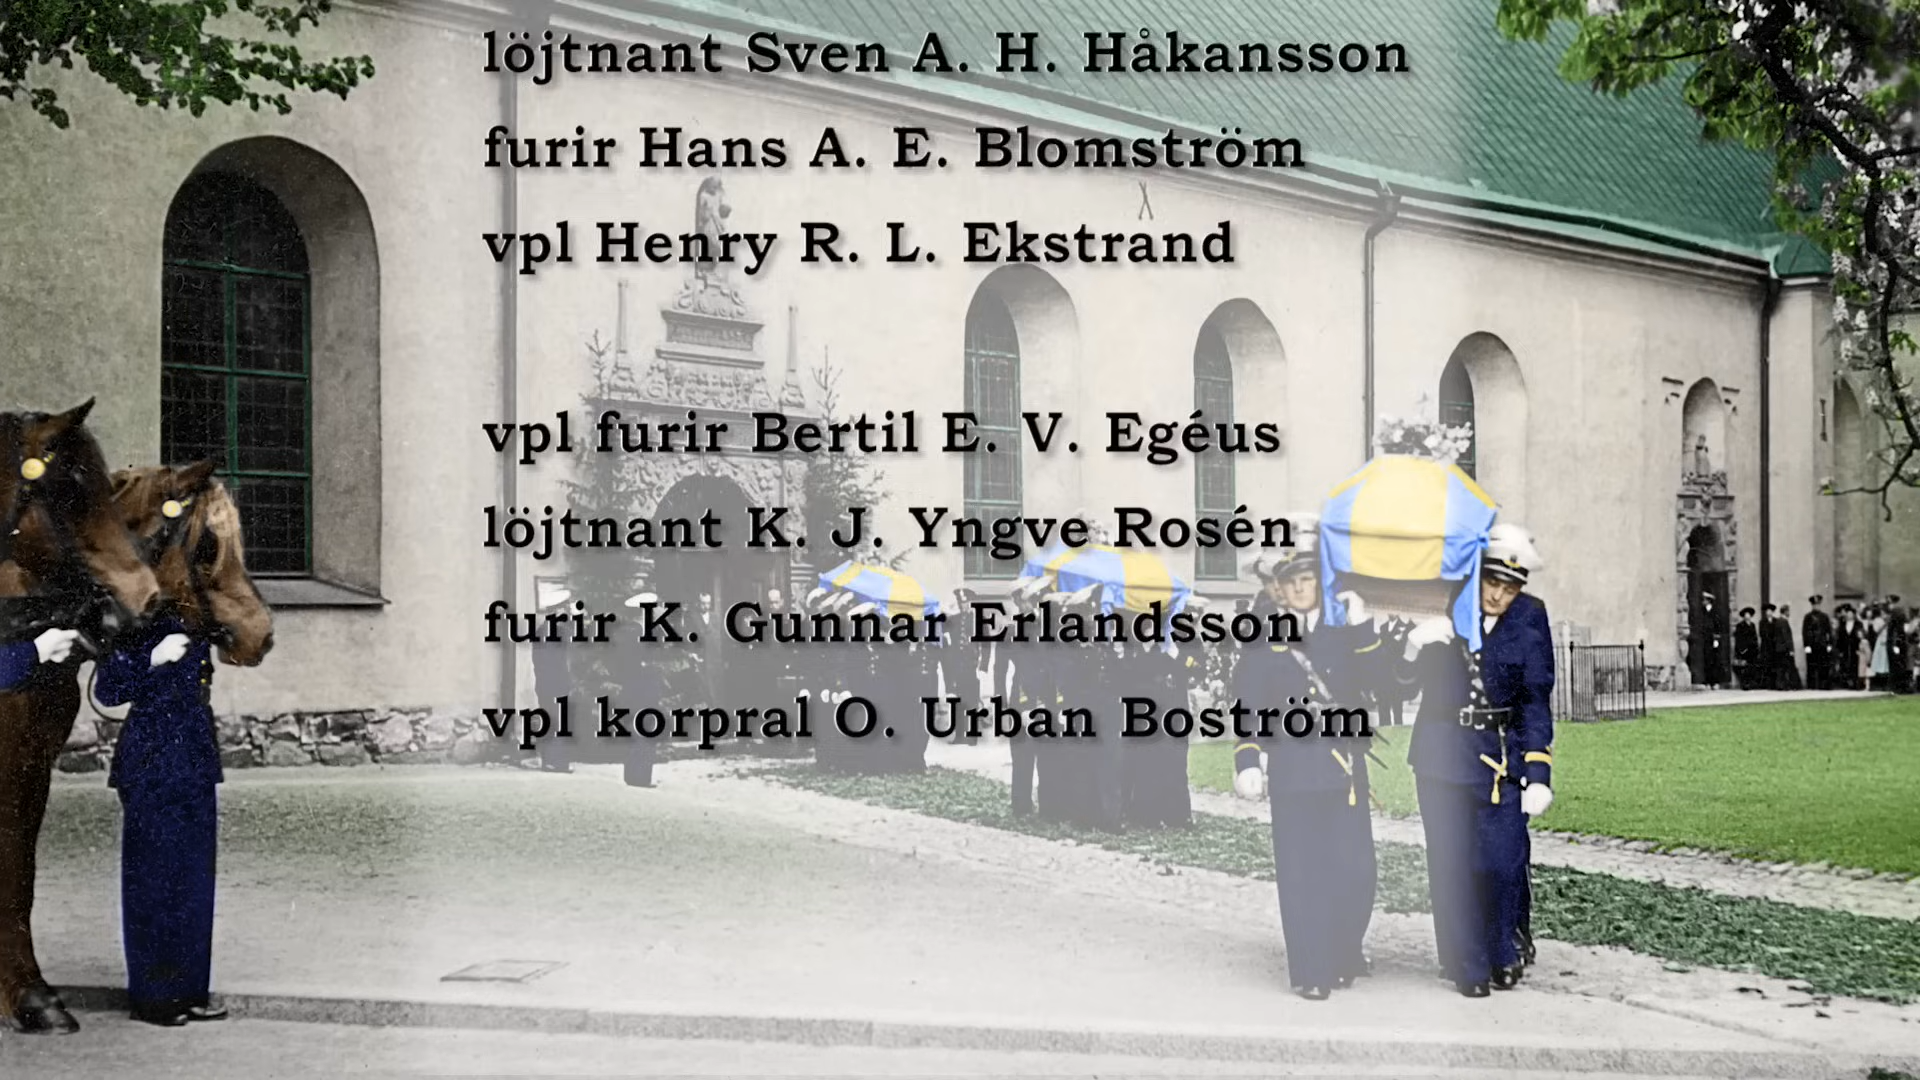 löjtnant Sven A. H. Håkansson
furir Hans A. E. Blomström
vpl Henry R. L. Ekstrand
vpl furir Bertil E. V. Egéus
löjtnant K. J. Yngve Rosén
furir K. Gunnar Erlandsson
vpl korpral O. Urban Boström